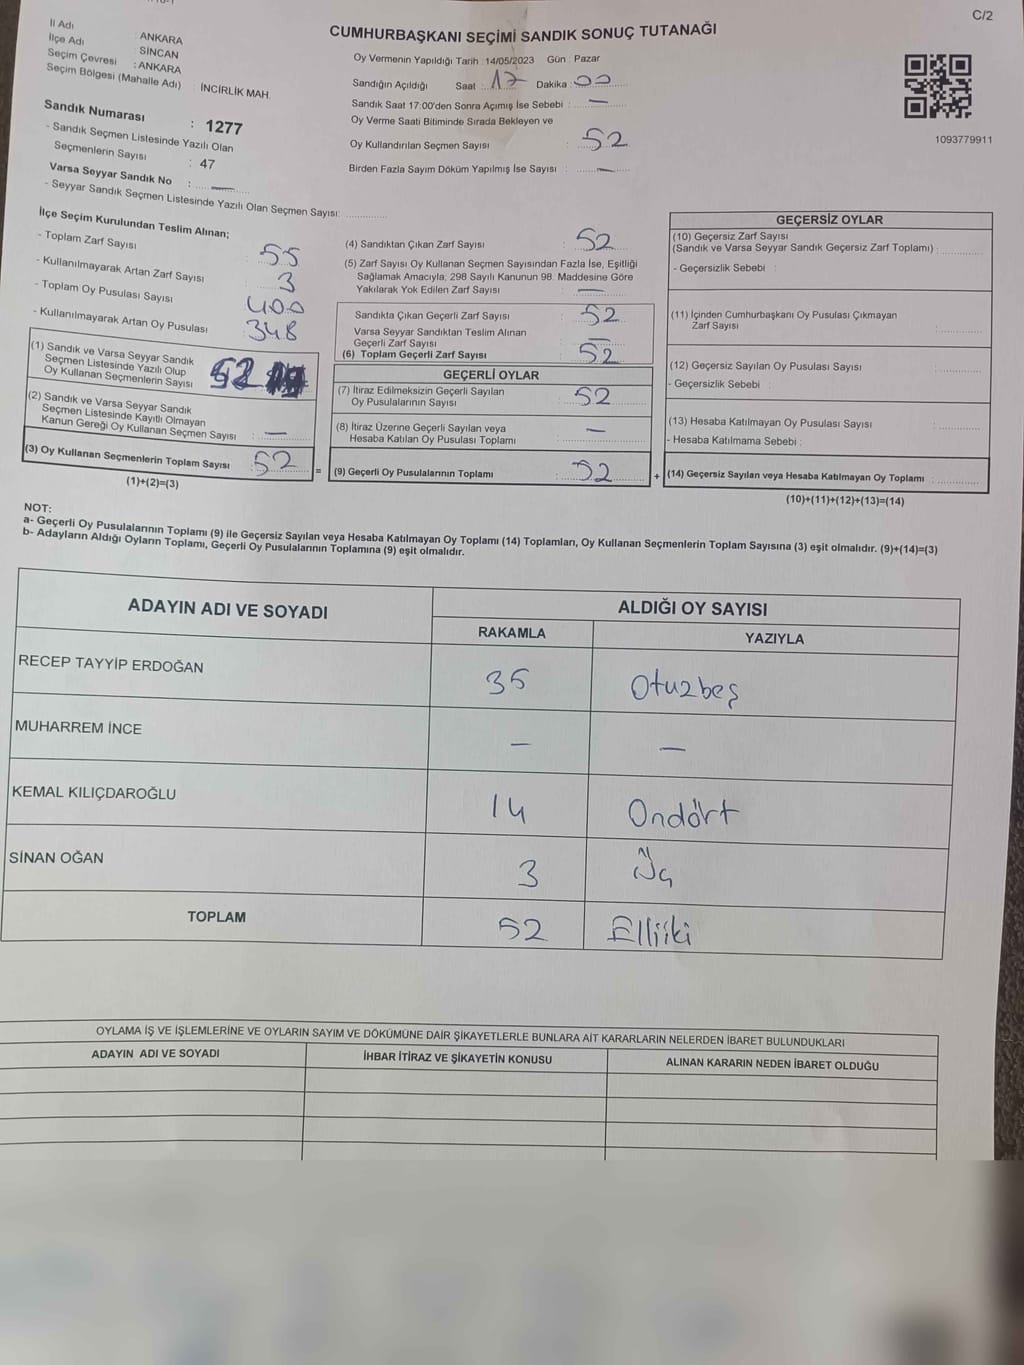 C/2
CUMHURBAŞKANI SEÇİMİ SANDIK SONUÇ TUTANAĞI
İl Adı : ANKARA
İlçe Adı : SİNCAN
Seçim Çevresi : ANKARA
Seçim Bölgesi (Mahalle Adı) : İNCİRLİK MAH.
Sandık Numarası : 1277
- Sandık Seçmen Listesinde Yazılı Olan
Seçmenlerin Sayısı : 47
Varsa Seyyar Sandık No : —
- Seyyar Sandık Seçmen Listesinde Yazılı Olan Seçmen Sayısı:
Oy Vermenin Yapıldığı Tarih : 14/05/2023 Gün : Pazar
Sandığın Açıldığı Saat : 17 Dakika : 00
Sandık Saat 17:00'den Sonra Açımış İse Sebebi : —
Oy Verme Saati Bitiminde Sırada Bekleyen ve
Oy Kullandırılan Seçmen Sayısı : 52
Birden Fazla Sayım Döküm Yapılmış İse Sayısı : —
1093779911
İlçe Seçim Kurulundan Teslim Alınan;
- Toplam Zarf Sayısı : 55
- Kullanılmayarak Artan Zarf Sayısı : 3
- Toplam Oy Pusulası Sayısı : 400
- Kullanılmayarak Artan Oy Pusulası : 348
(1) Sandık ve Varsa Seyyar Sandık
Seçmen Listesinde Yazılı Olup
Oy Kullanan Seçmenlerin Sayısı 52
(2) Sandık ve Varsa Seyyar Sandık
Seçmen Listesinde Kayıtlı Olmayan
Kanun Gereği Oy Kullanan Seçmen Sayısı : —
(3) Oy Kullanan Seçmenlerin Toplam Sayısı : 52
(1)+(2)=(3)
=
(4) Sandıktan Çıkan Zarf Sayısı : 52
(5) Zarf Sayısı Oy Kullanan Seçmen Sayısından Fazla İse, Eşitliği
Sağlamak Amacıyla; 298 Sayılı Kanunun 98. Maddesine Göre
Yakılarak Yok Edilen Zarf Sayısı : —
Sandıkta Çıkan Geçerli Zarf Sayısı : 52
Varsa Seyyar Sandıktan Teslim Alınan
Geçerli Zarf Sayısı : —
(6) Toplam Geçerli Zarf Sayısı : 52
GEÇERLİ OYLAR
(7) İtiraz Edilmeksizin Geçerli Sayılan
Oy Pusulalarının Sayısı : 52
(8) İtiraz Üzerine Geçerli Sayılan veya
Hesaba Katılan Oy Pusulası Toplamı : —
(9) Geçerli Oy Pusulalarının Toplamı : 52
+
GEÇERSİZ OYLAR
(10) Geçersiz Zarf Sayısı
(Sandık ve Varsa Seyyar Sandık Geçersiz Zarf Toplamı) :
- Geçersizlik Sebebi :
(11) İçinden Cumhurbaşkanı Oy Pusulası Çıkmayan
Zarf Sayısı :
(12) Geçersiz Sayılan Oy Pusulası Sayısı :
- Geçersizlik Sebebi :
(13) Hesaba Katılmayan Oy Pusulası Sayısı :
- Hesaba Katılmama Sebebi :
(14) Geçersiz Sayılan veya Hesaba Katılmayan Oy Toplamı :
(10)+(11)+(12)+(13)=(14)
NOT:
a- Geçerli Oy Pusulalarının Toplamı (9) ile Geçersiz Sayılan veya Hesaba Katılmayan Oy Toplamı (14) Toplamları, Oy Kullanan Seçmenlerin Toplam Sayısına (3) eşit olmalıdır. (9)+(14)=(3)
b- Adayların Aldığı Oyların Toplamı, Geçerli Oy Pusulalarının Toplamına (9) eşit olmalıdır.
ADAYIN ADI VE SOYADI ALDIĞI OY SAYISI
RAKAMLA YAZIYLA
RECEP TAYYİP ERDOĞAN 35 Otuzbeş
MUHARREM İNCE — —
KEMAL KILIÇDAROĞLU 14 Ondört
SİNAN OĞAN 3 Üç
TOPLAM 52 Elliiki
OYLAMA İŞ VE İŞLEMLERİNE VE OYLARIN SAYIM VE DÖKÜMÜNE DAİR ŞİKAYETLERLE BUNLARA AİT KARARLARIN NELERDEN İBARET BULUNDUKLARI
ADAYIN ADI VE SOYADI İHBAR İTİRAZ VE ŞİKAYETİN KONUSU ALINAN KARARIN NEDEN İBARET OLDUĞU